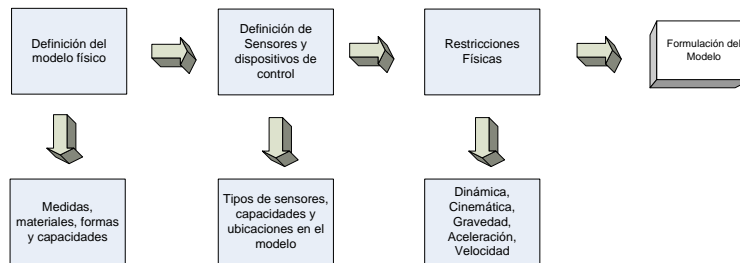 Definición del
modelo físico
Definición de
Sensores y
dispositivos de
control
Restricciones
Físicas
Formulación del
Modelo
Medidas,
materiales, formas
y capacidades
Tipos de sensores,
capacidades y
ubicaciones en el
modelo
Dinámica,
Cinemática,
Gravedad,
Aceleración,
Velocidad